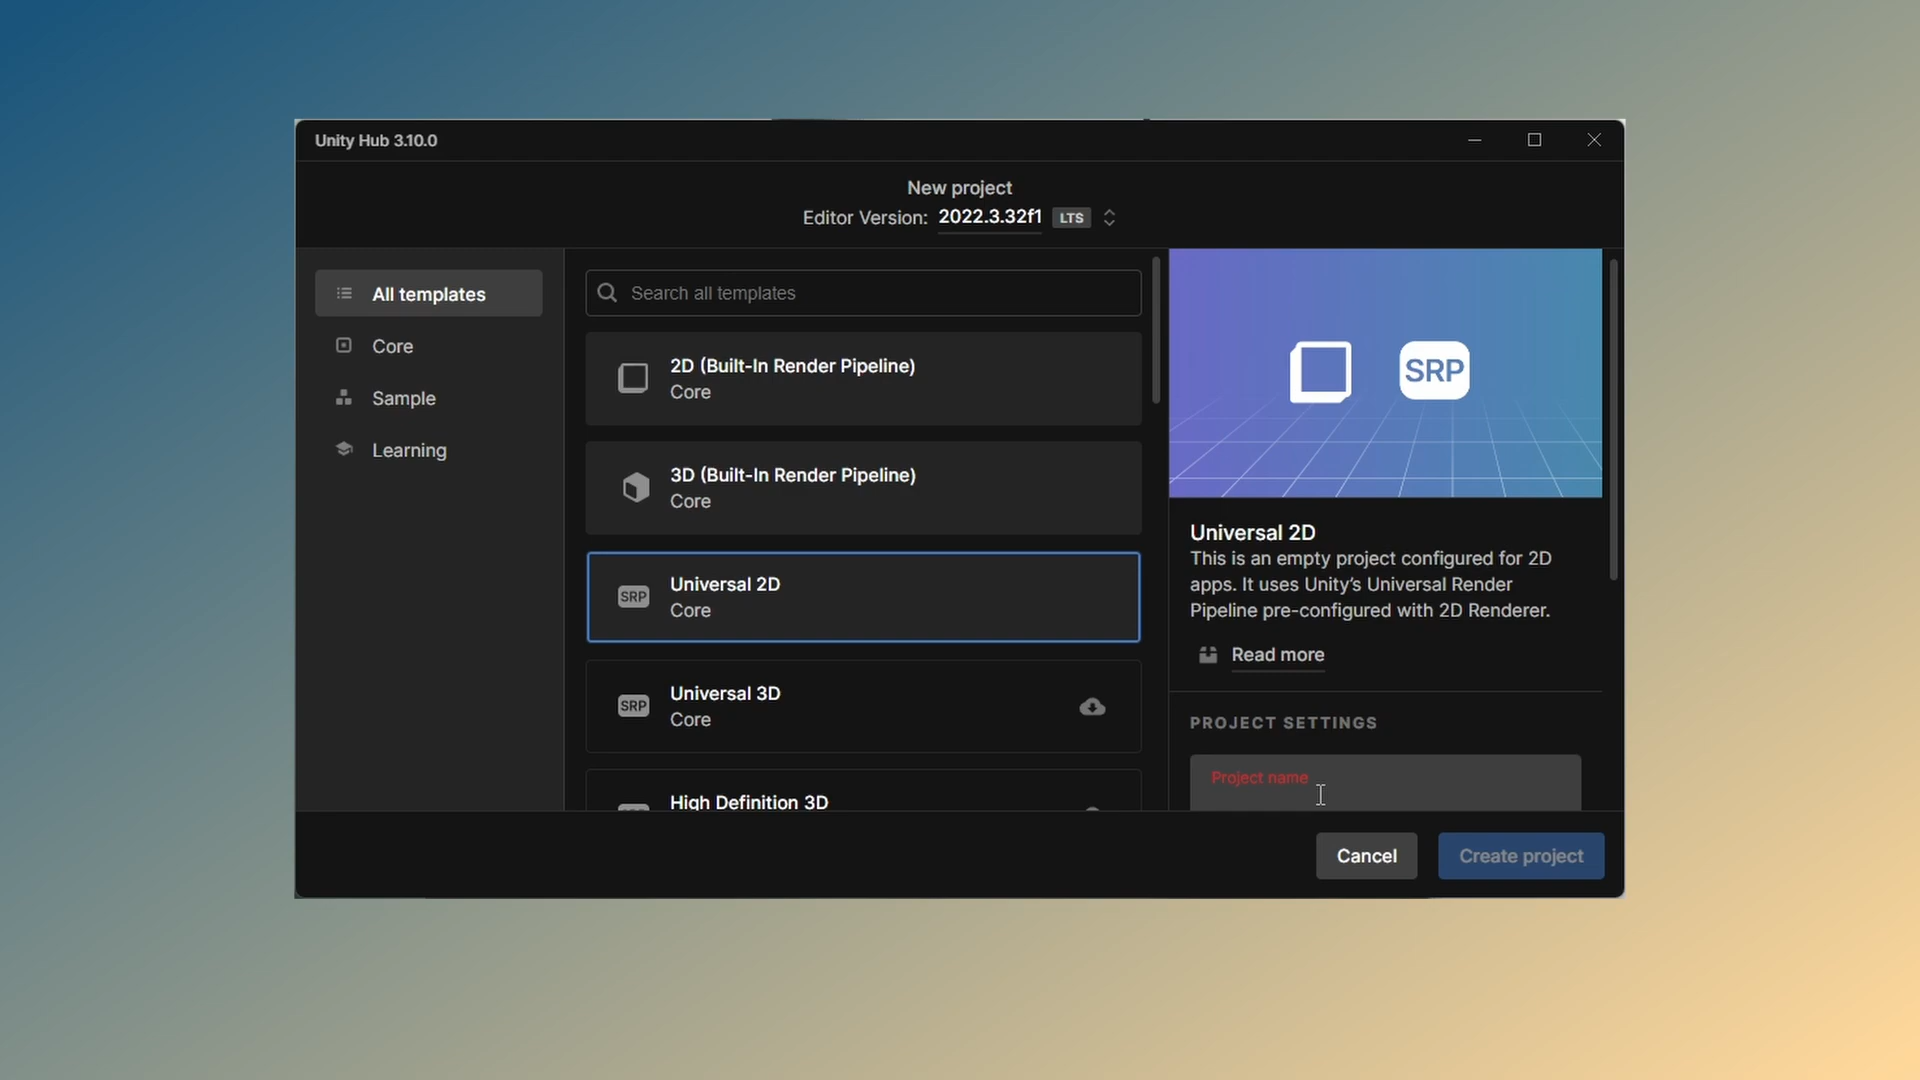 Unity Hub 3.10.0
New project
Editor Version: 2022.3.32f1 LTS
All templates
Core
Sample
Learning
Search all templates
2D (Built-In Render Pipeline)
Core
3D (Built-In Render Pipeline)
Core
SRP
Universal 2D
Core
SRP
Universal 3D
Core
High Definition 3D
SRP
Universal 2D
This is an empty project configured for 2D
apps. It uses Unity's Universal Render
Pipeline pre-configured with 2D Renderer.
Read more
PROJECT SETTINGS
Project name
Cancel
Create project